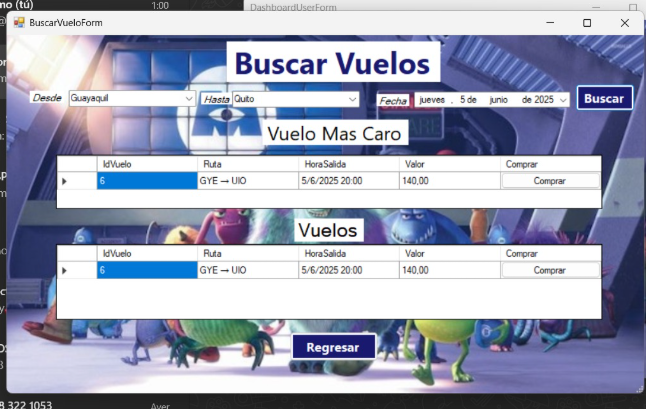 mo (tú)
1:00
DashboardUserForm
BuscarVueloForm
Buscar Vuelos
Desde Guayaquil Hasta Quito Fecha jueves , 5 de junio de 2025 Buscar
Vuelo Mas Caro
IdVuelo Ruta HoraSalida Valor Comprar
6 GYE → UIO 5/6/2025 20:00 140,00 Comprar
Vuelos
IdVuelo Ruta HoraSalida Valor Comprar
6 GYE → UIO 5/6/2025 20:00 140,00 Comprar
Regresar
8 322 1053
Ayer